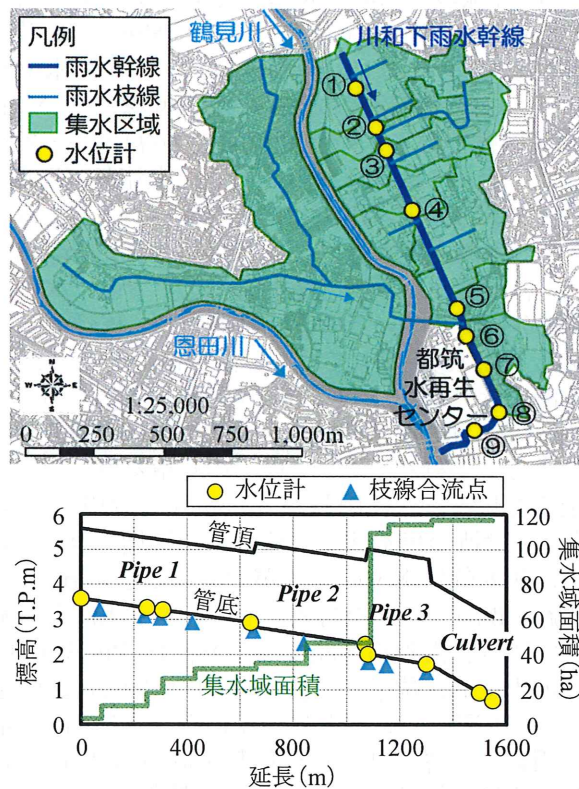 凡例
雨水幹線
雨水枝線
集水区域
水位計
鶴見川
川和下雨水幹線
①
②
③
④
⑤
⑥
⑦
⑧
⑨
都筑
水再生
センター
恩田川
N
W E
S
1:25,000
0 250 500 750 1,000m
水位計 枝線合流点
標高(T.P.m)
6
5
4
3
2
1
0
管頂
Pipe 1
管底
Pipe 2
Pipe 3
Culvert
集水域面積
120
100
80
60
40
20
0
集水域面積(ha)
0 400 800 1200 1600
延長(m)